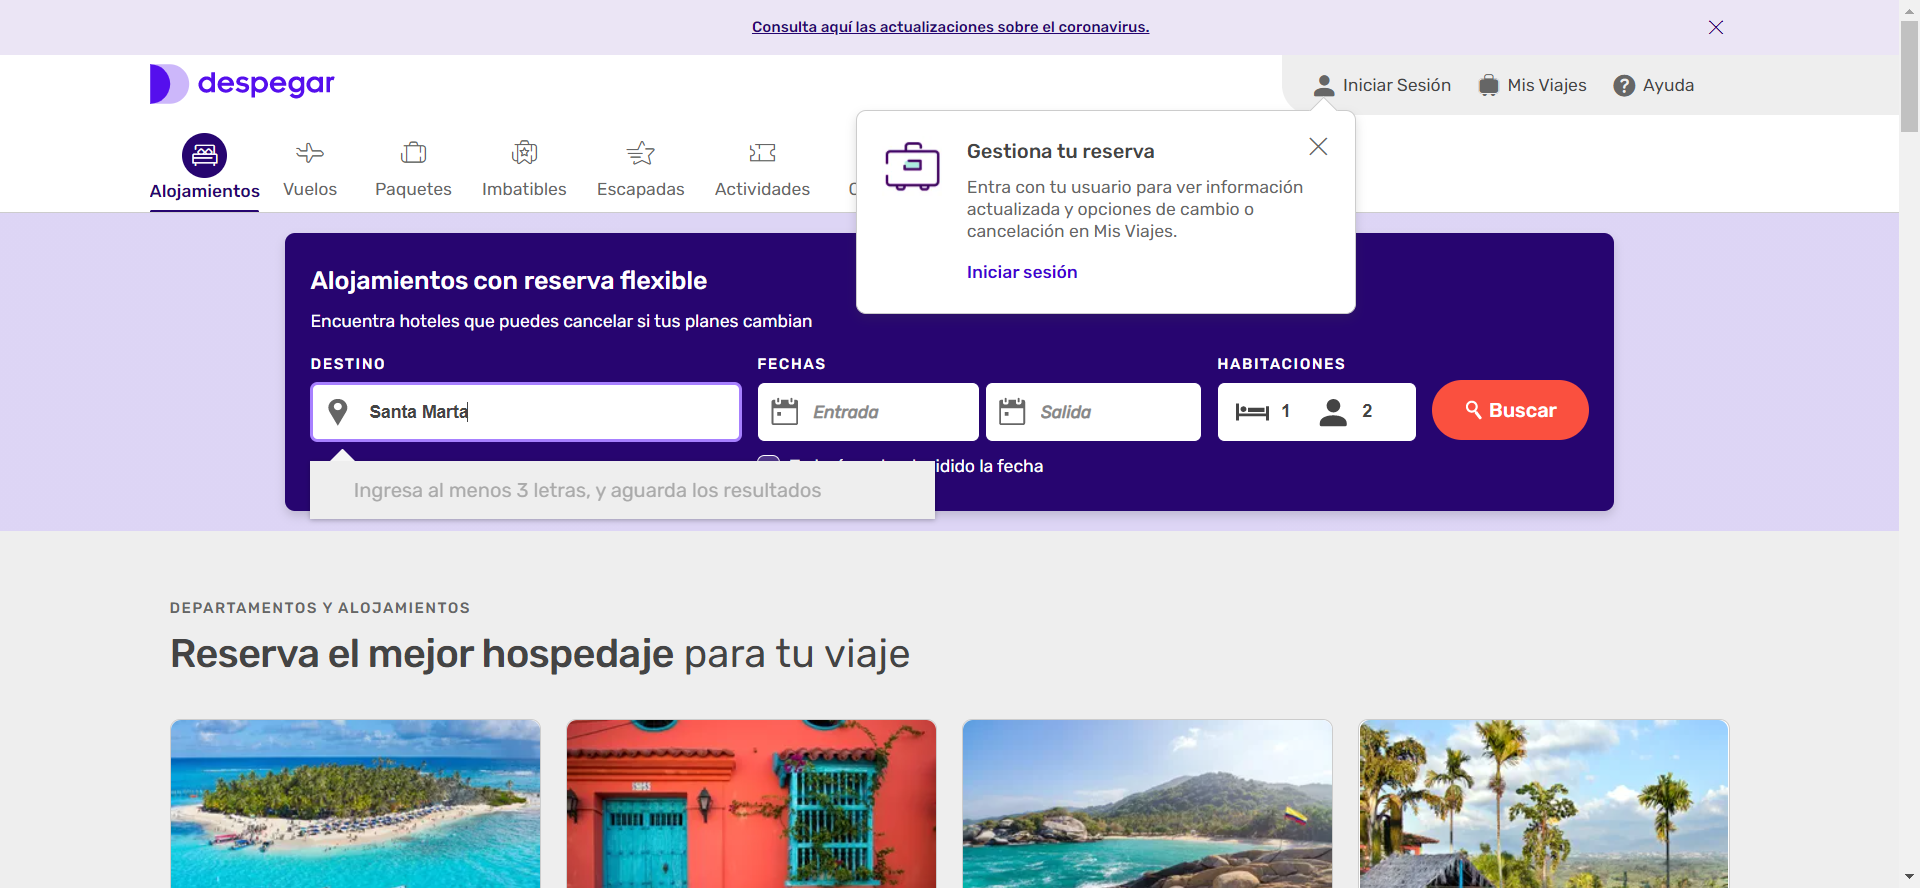 Consulta aquí las actualizaciones sobre el coronavirus.
despegar
Iniciar Sesión
Mis Viajes
Ayuda
Alojamientos
Vuelos
Paquetes
Imbatibles
Escapadas
Actividades
Gestiona tu reserva
Entra con tu usuario para ver información
actualizada y opciones de cambio o
cancelación en Mis Viajes.
Iniciar sesión
Alojamientos con reserva flexible
Encuentra hoteles que puedes cancelar si tus planes cambian
DESTINO
FECHAS
HABITACIONES
Santa Marta
Entrada
Salida
1
2
Buscar
la fecha
Ingresa al menos 3 letras, y aguarda los resultados
DEPARTAMENTOS Y ALOJAMIENTOS
Reserva el mejor hospedaje para tu viaje